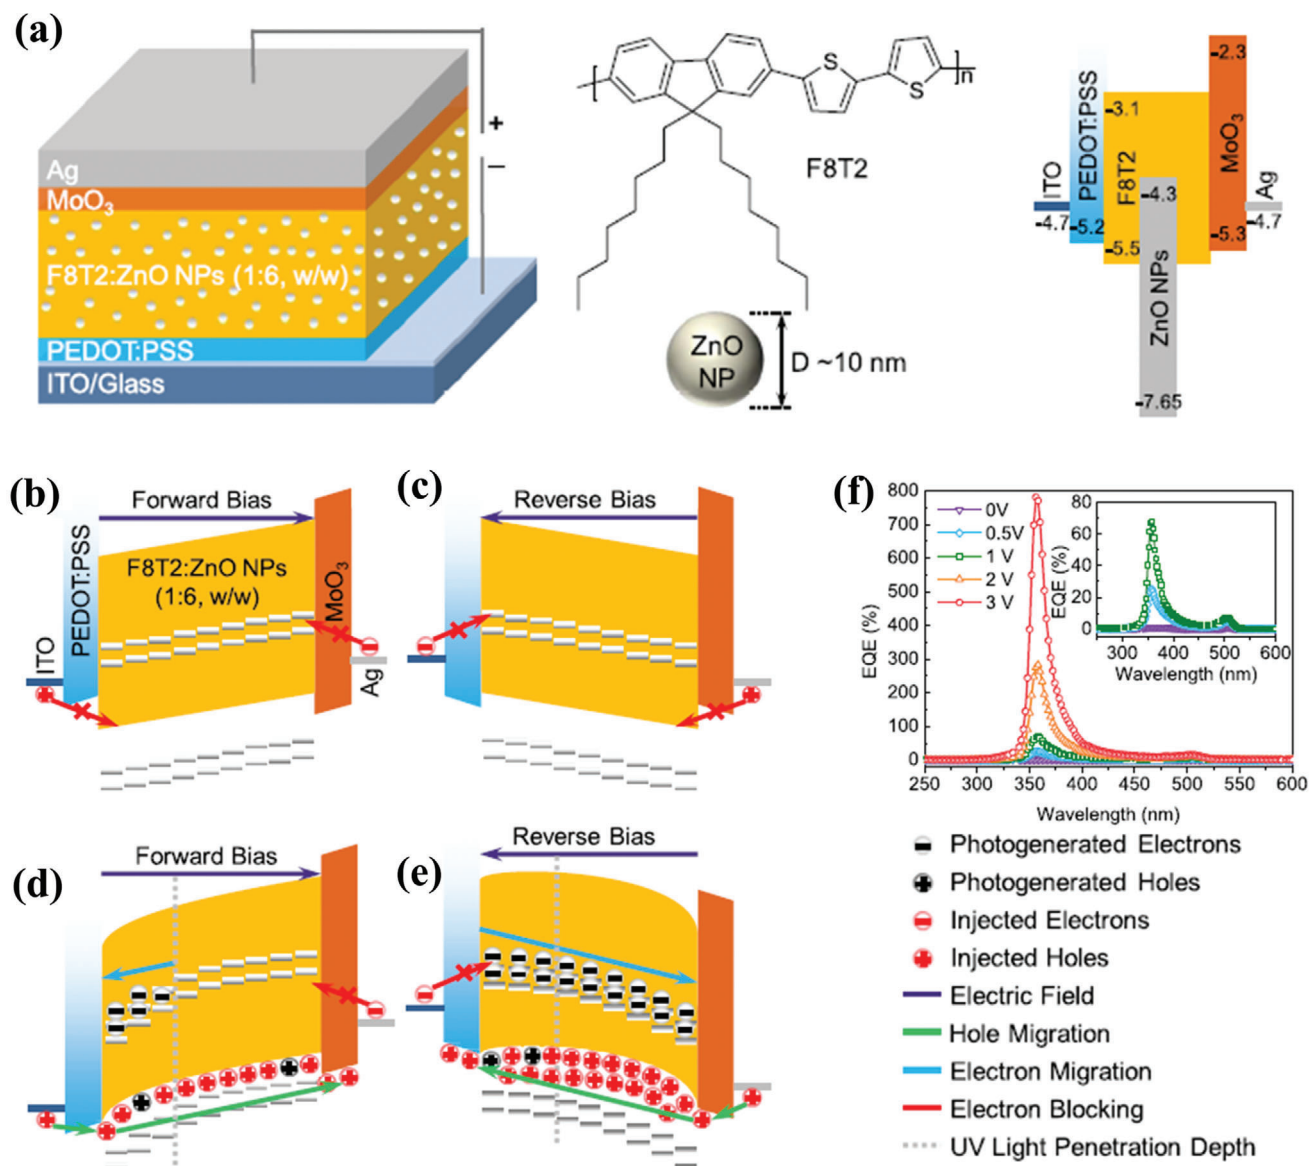 (a)
Ag
MoO3
F8T2:ZnO NPs (1:6, w/w)
PEDOT:PSS
ITO/Glass
+
–
[
S
S
]n
F8T2
ZnO
NP
D ~10 nm
ITO
-4.7
PEDOT:PSS
-5.2
-3.1
F8T2
-5.5
-4.3
ZnO NPs
-7.65
-2.3
MoO3
-5.3
Ag
-4.7
(b)
Forward Bias
PEDOT:PSS
F8T2:ZnO NPs
(1:6, w/w)
MoO3
ITO
Ag
(c)
Reverse Bias
(d)
Forward Bias
(e)
Reverse Bias
(f)
EQE (%)
800
700
600
500
400
300
200
100
0
0V
0.5V
1 V
2 V
3 V
EQE (%)
80
60
40
20
0
300 350 400 450 500 550 600
Wavelength (nm)
250 300 350 400 450 500 550 600
Wavelength (nm)
Photogenerated Electrons
Photogenerated Holes
Injected Electrons
Injected Holes
Electric Field
Hole Migration
Electron Migration
Electron Blocking
UV Light Penetration Depth